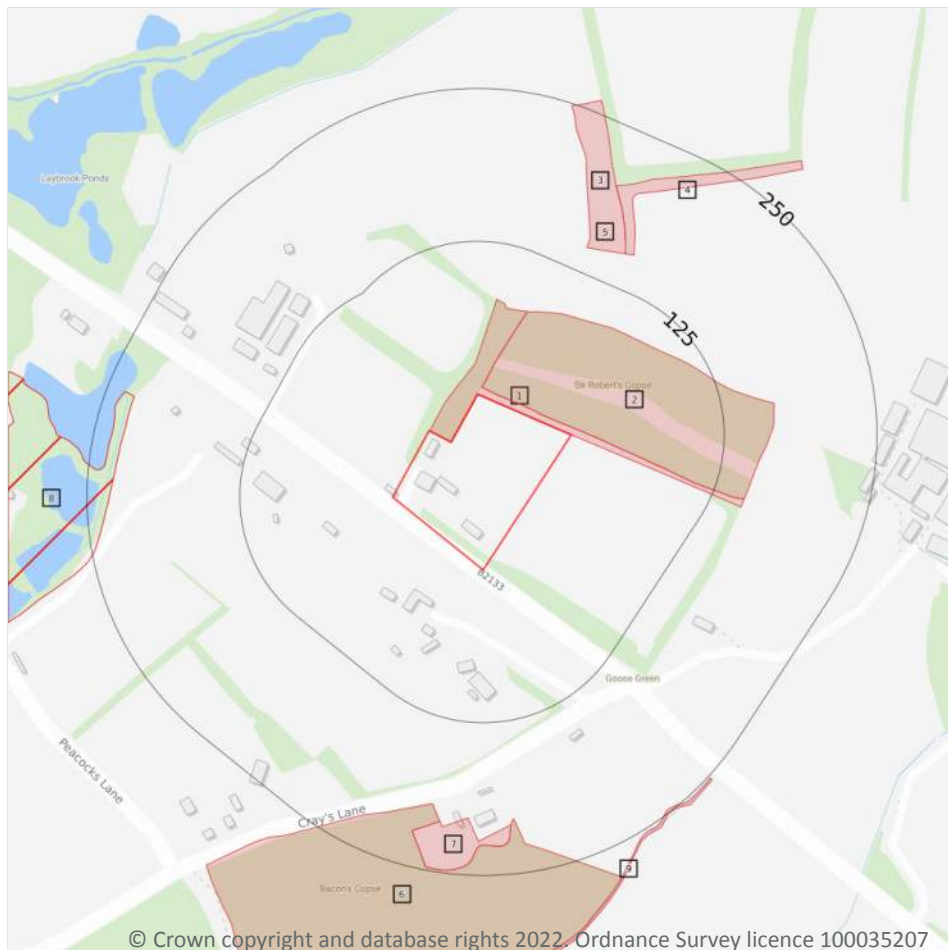 Laybrook Ponds
3
4
250
5
125
Sir Robert's Copse
1
2
8
B2133
Goose Green
Peacocks Lane
Cray's Lane
7
9
Bacon's Copse
6
© Crown copyright and database rights 2022. Ordnance Survey licence 100035207